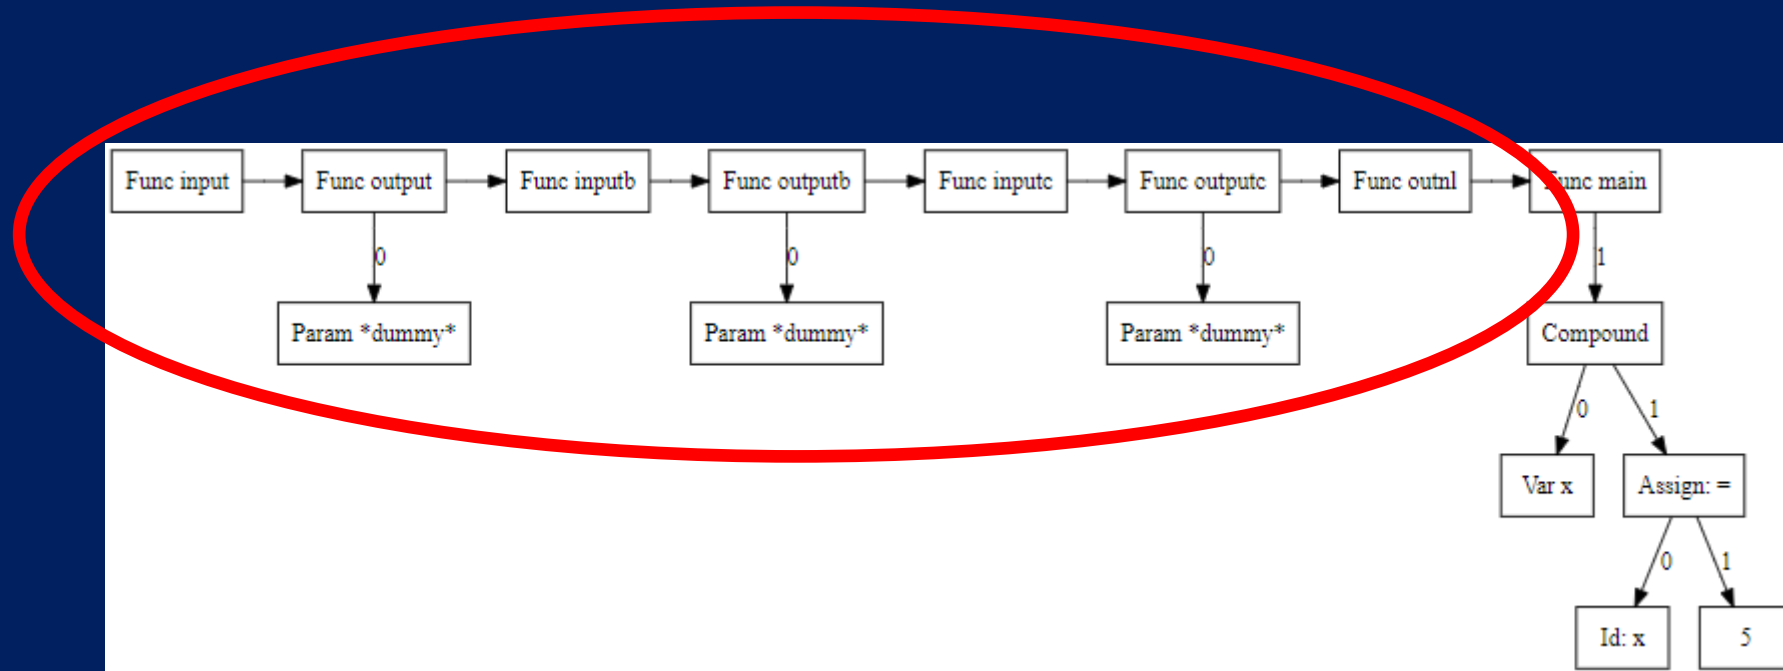 Func input
Func output
Func inputb
Func outputb
Func inputc
Func outputc
Func outnl
Func main
0
0
0
1
Param *dummy*
Param *dummy*
Param *dummy*
Compound
0
1
Var x
Assign: =
0
1
Id: x
5